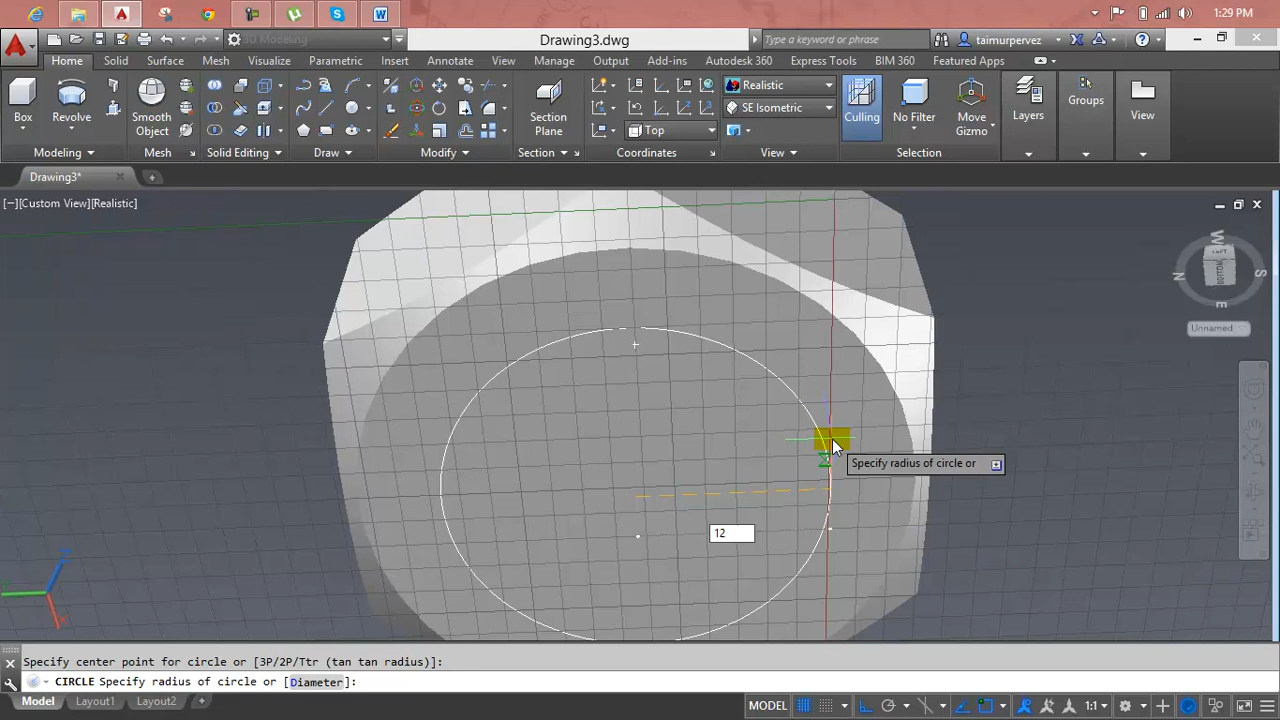 1:29 PM
3D Modeling
Drawing3.dwg
Type a keyword or phrase
taimurpervez
Home Solid Surface Mesh Visualize Parametric Insert Annotate View Manage Output Add-ins Autodesk 360 Express Tools BIM 360 Featured Apps
Realistic
SE Isometric
Top
Box
Revolve
Smooth
Object
Section
Plane
Culling
No Filter
Move
Gizmo
Layers
Groups
View
Modeling
Mesh
Solid Editing
Draw
Modify
Section
Coordinates
View
Selection
Drawing3*
[−][Custom View][Realistic]
W
N
S
E
BOTTOM
Unnamed
Specify radius of circle or
12
X
Specify center point for circle or [3P/2P/Ttr (tan tan radius)]:
CIRCLE Specify radius of circle or [Diameter]:
Model Layout1 Layout2
MODEL
1:1